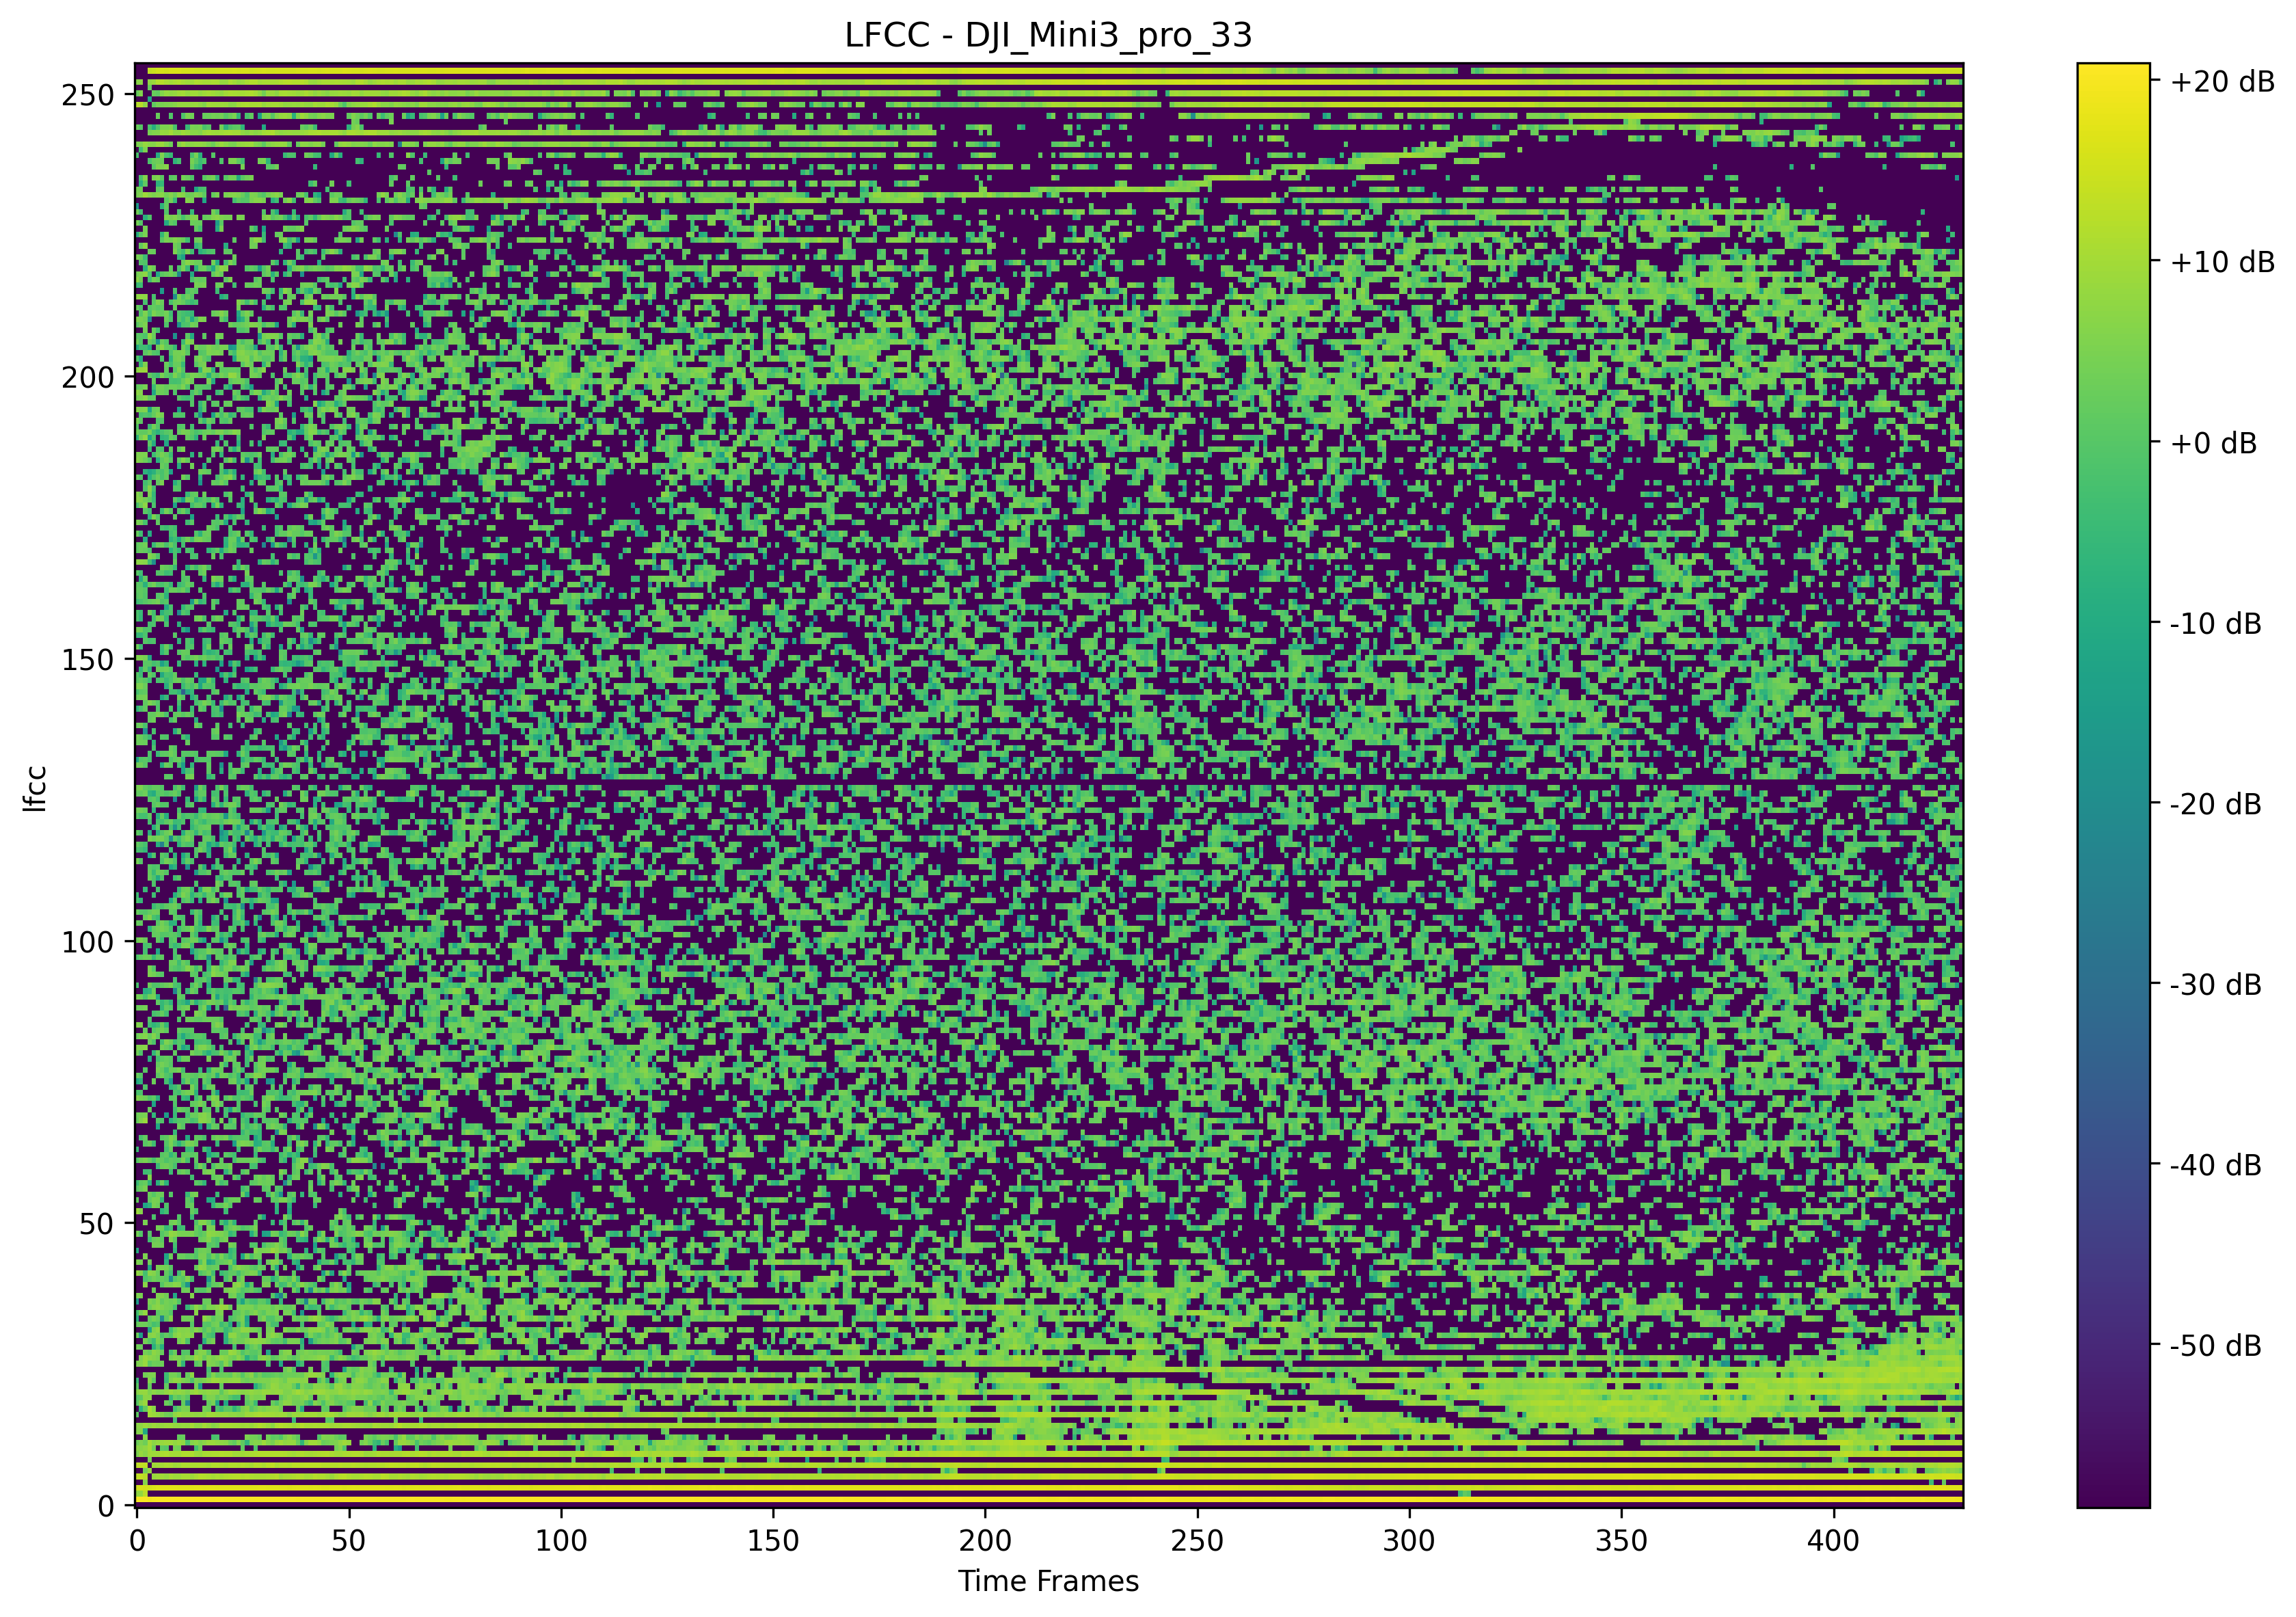 LFCC - DJI_Mini3_pro_33
250
200
150
100
50
0
lfcc
0 50 100 150 200 250 300 350 400
Time Frames
+20 dB
+10 dB
+0 dB
-10 dB
-20 dB
-30 dB
-40 dB
-50 dB